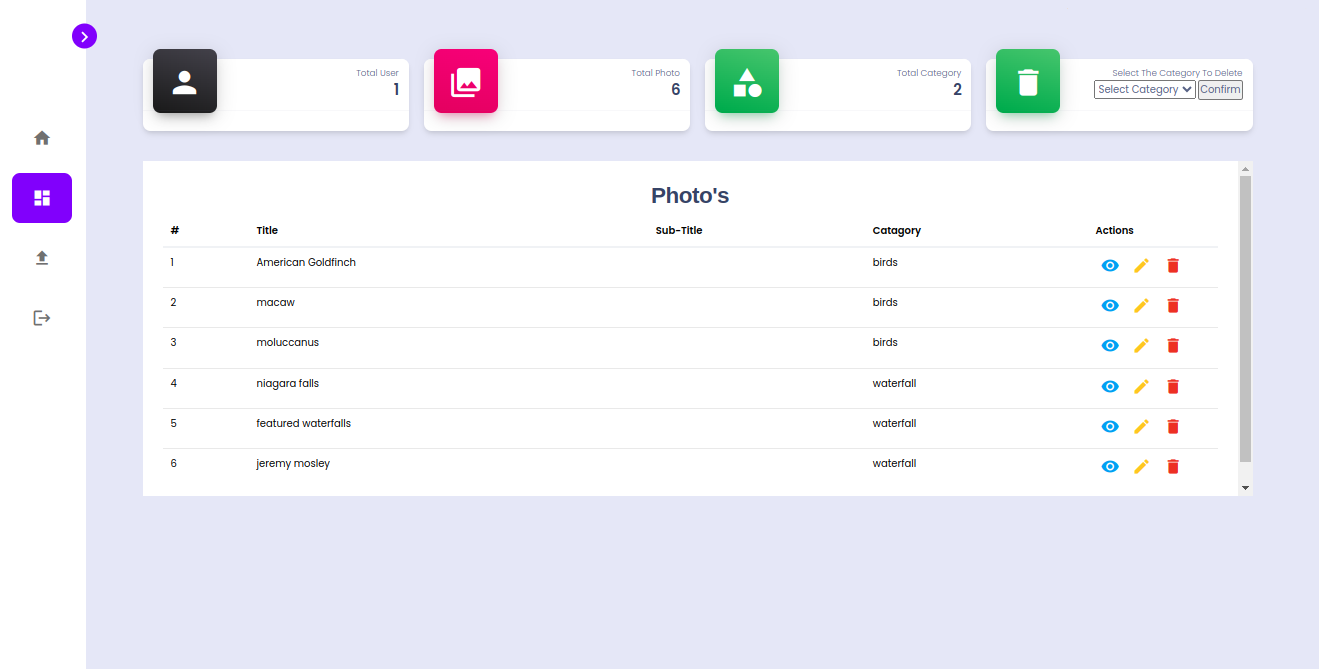 Total User
1
Total Photo
6
Total Category
2
Select The Category To Delete
Select Category Confirm
Photo's
# Title Sub-Title Catagory Actions
1 American Goldfinch birds
2 macaw birds
3 moluccanus birds
4 niagara falls waterfall
5 featured waterfalls waterfall
6 jeremy mosley waterfall